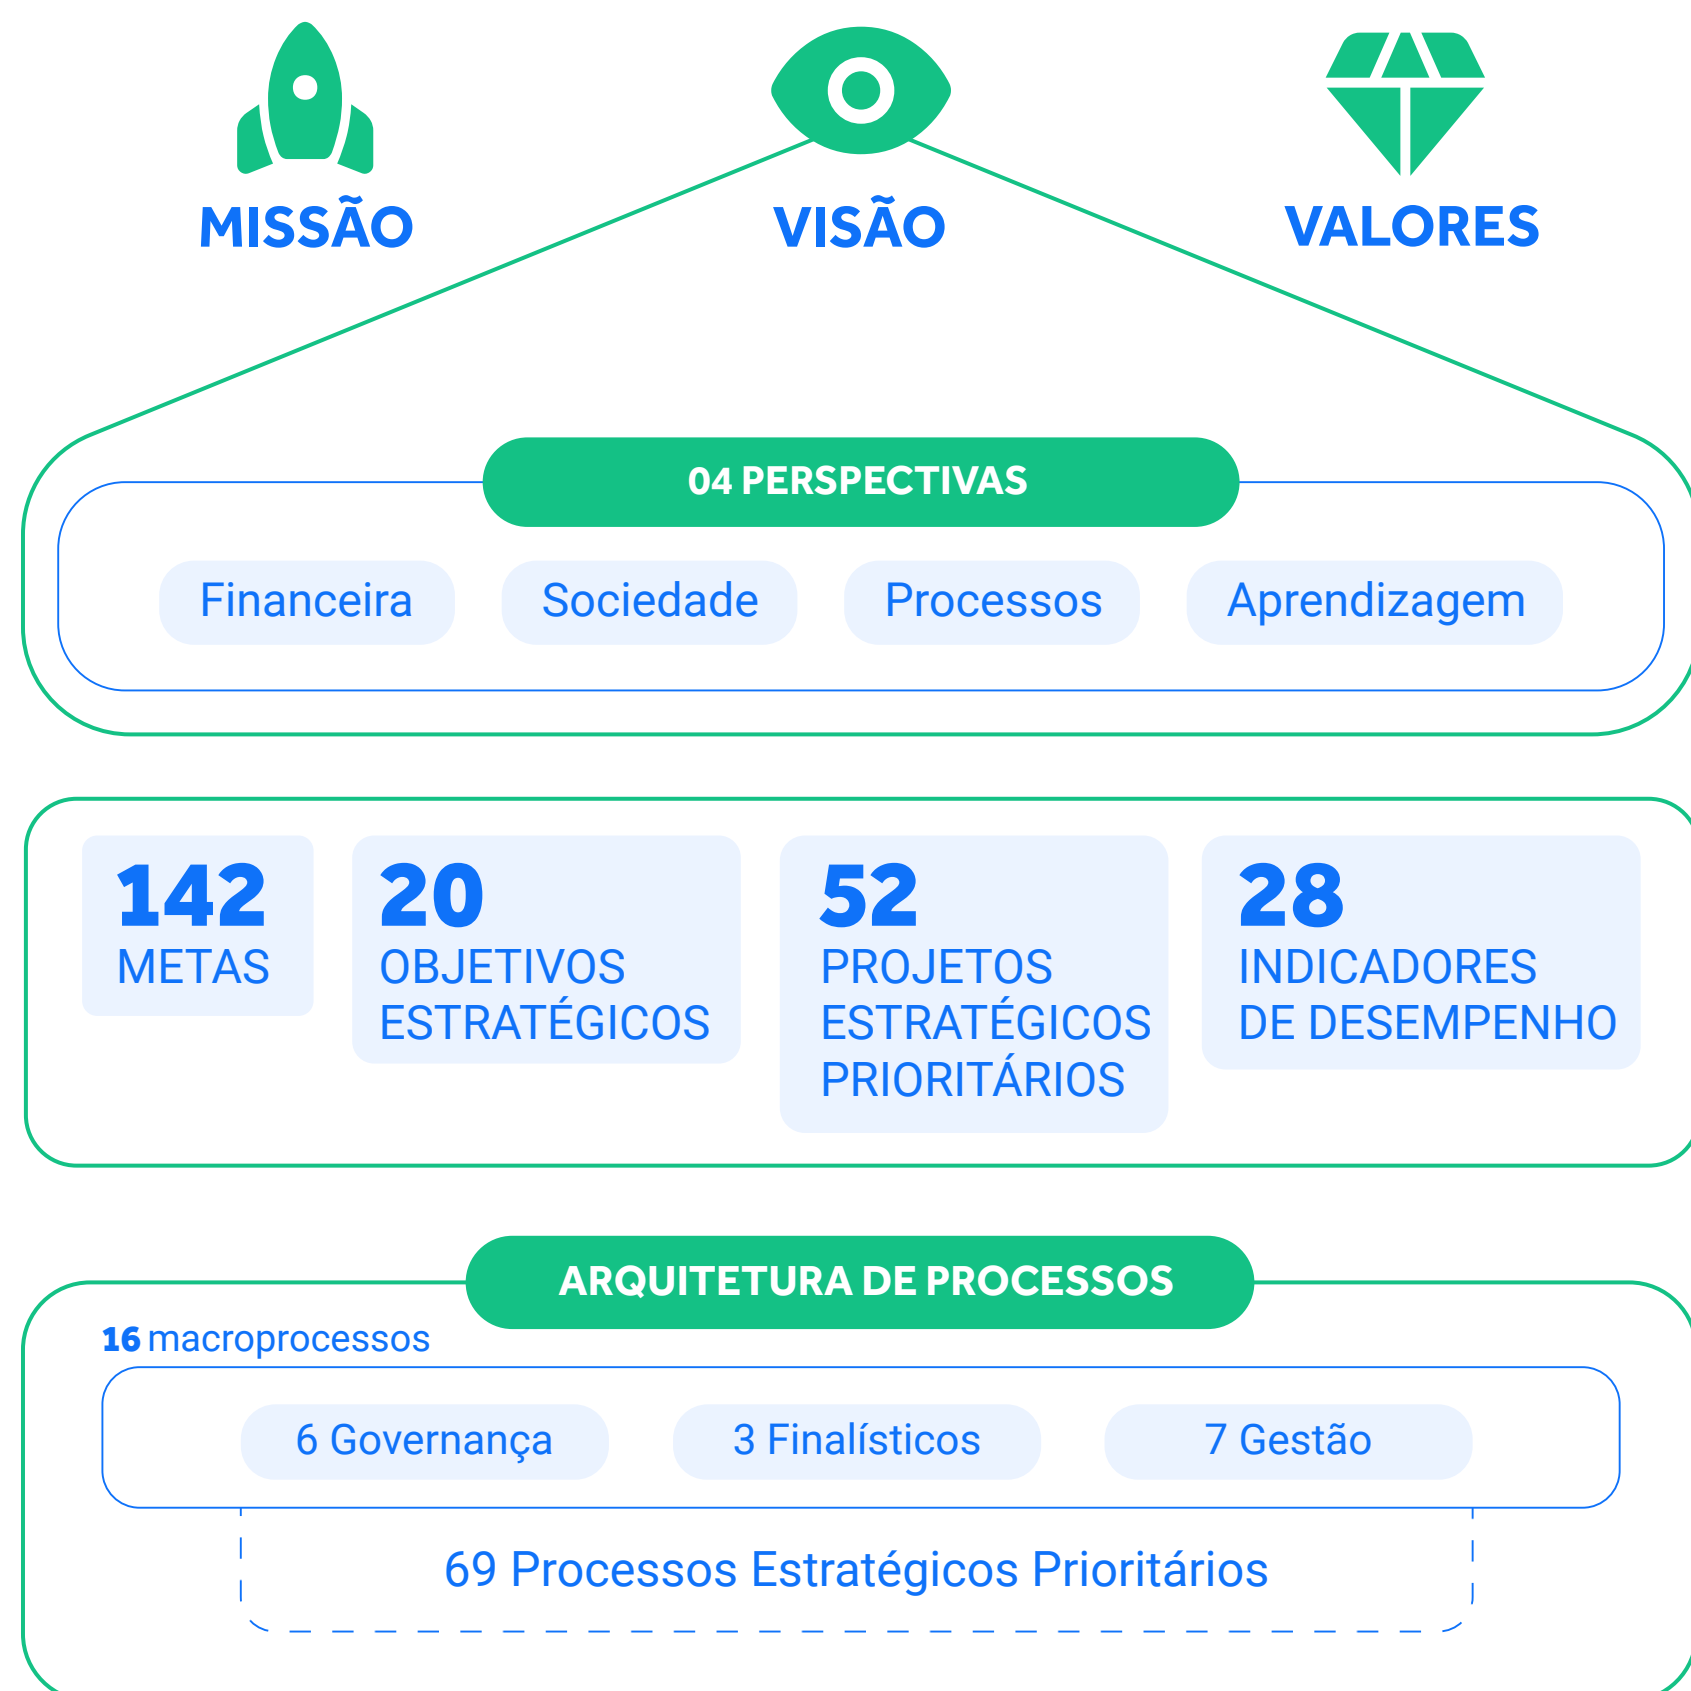 MISSÃO
VISÃO
VALORES
04 PERSPECTIVAS
Financeira
Sociedade
Processos
Aprendizagem
142
METAS
20
OBJETIVOS
ESTRATÉGICOS
52
PROJETOS
ESTRATÉGICOS
PRIORITÁRIOS
28
INDICADORES
DE DESEMPENHO
ARQUITETURA DE PROCESSOS
16 macroprocessos
6 Governança
3 Finalísticos
7 Gestão
69 Processos Estratégicos Prioritários